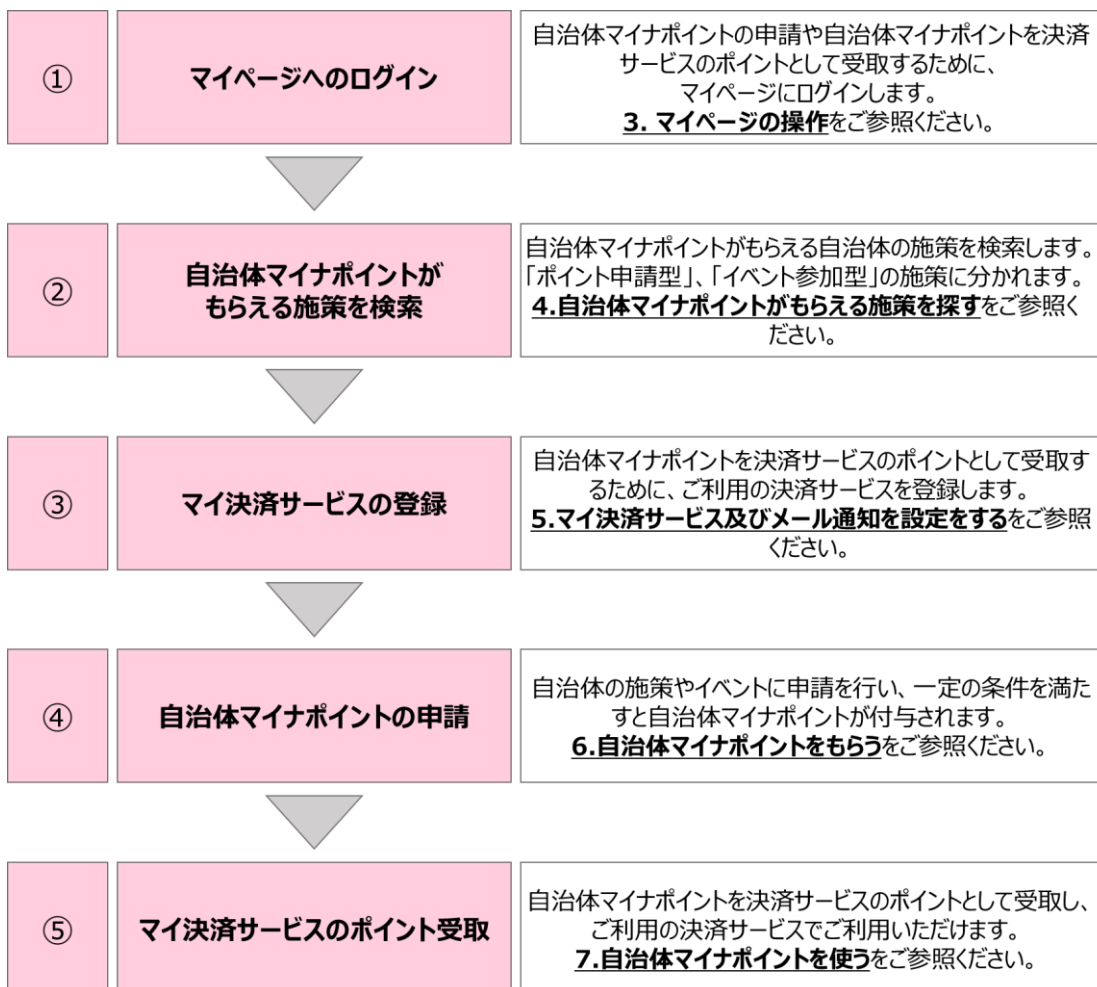 ①
マイページへのログイン
自治体マイナポイントの申請や自治体マイナポイントを決済
サービスのポイントとして受取するために、
マイページにログインします。
3. マイページの操作をご参照ください。
②
自治体マイナポイントが
もらえる施策を検索
自治体マイナポイントがもらえる自治体の施策を検索します。
「ポイント申請型」、「イベント参加型」の施策に分かれます。
4.自治体マイナポイントがもらえる施策を探すをご参照く
ださい。
③
マイ決済サービスの登録
自治体マイナポイントを決済サービスのポイントとして受取す
るために、ご利用の決済サービスを登録します。
5.マイ決済サービス及びメール通知を設定をするをご参照
ください。
④
自治体マイナポイントの申請
自治体の施策やイベントに申請を行い、一定の条件を満た
すと自治体マイナポイントが付与されます。
6.自治体マイナポイントをもらうをご参照ください。
⑤
マイ決済サービスのポイント受取
自治体マイナポイントを決済サービスのポイントとして受取し、
ご利用の決済サービスでご利用いただけます。
7.自治体マイナポイントを使うをご参照ください。